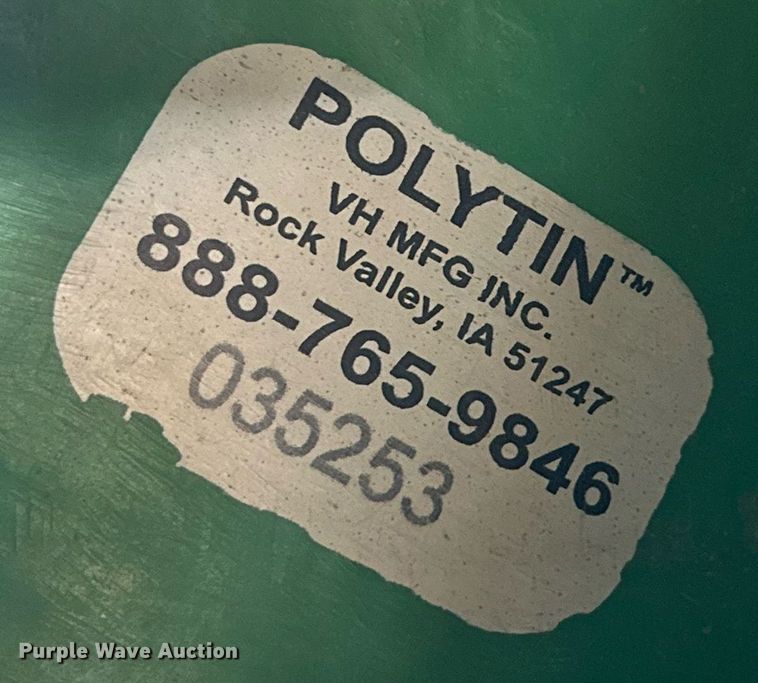 POLYTIN™
VH MFG INC.
Rock Valley, IA 51247
888-765-9846
035253
Purple Wave Auction